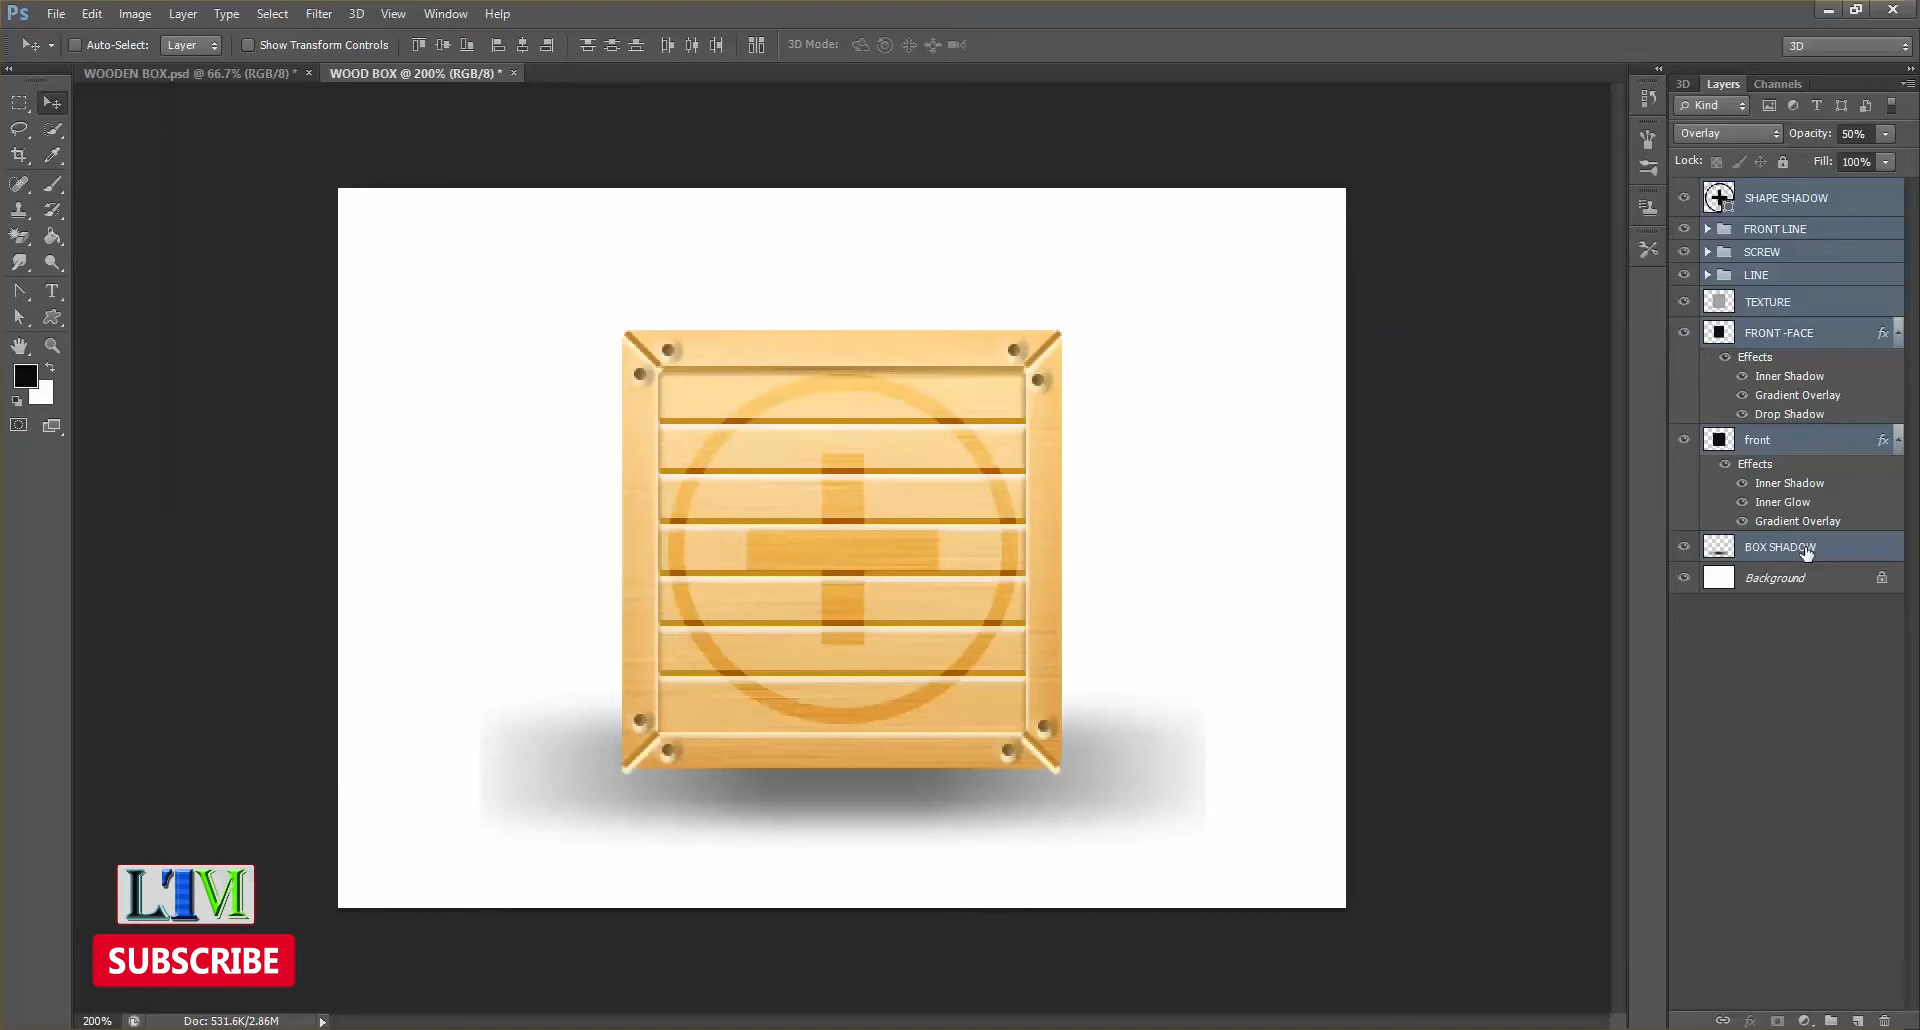 Ps File Edit Image Layer Type Select Filter 3D View Window Help
Auto-Select: Layer Show Transform Controls 3D Mode: 3D
WOODEN BOX.psd @ 66.7% (RGB/8) * × WOOD BOX @ 200% (RGB/8) * ×
3D Layers Channels
Kind
Overlay Opacity: 50%
Lock: Fill: 100%
SHAPE SHADOW
FRONT LINE
SCREW
LINE
TEXTURE
FRONT -FACE fx
Effects
Inner Shadow
Gradient Overlay
Drop Shadow
front fx
Effects
Inner Shadow
Inner Glow
Gradient Overlay
BOX SHADOW
Background
LTM
SUBSCRIBE
200% Doc: 531.6K/2.86M
fx